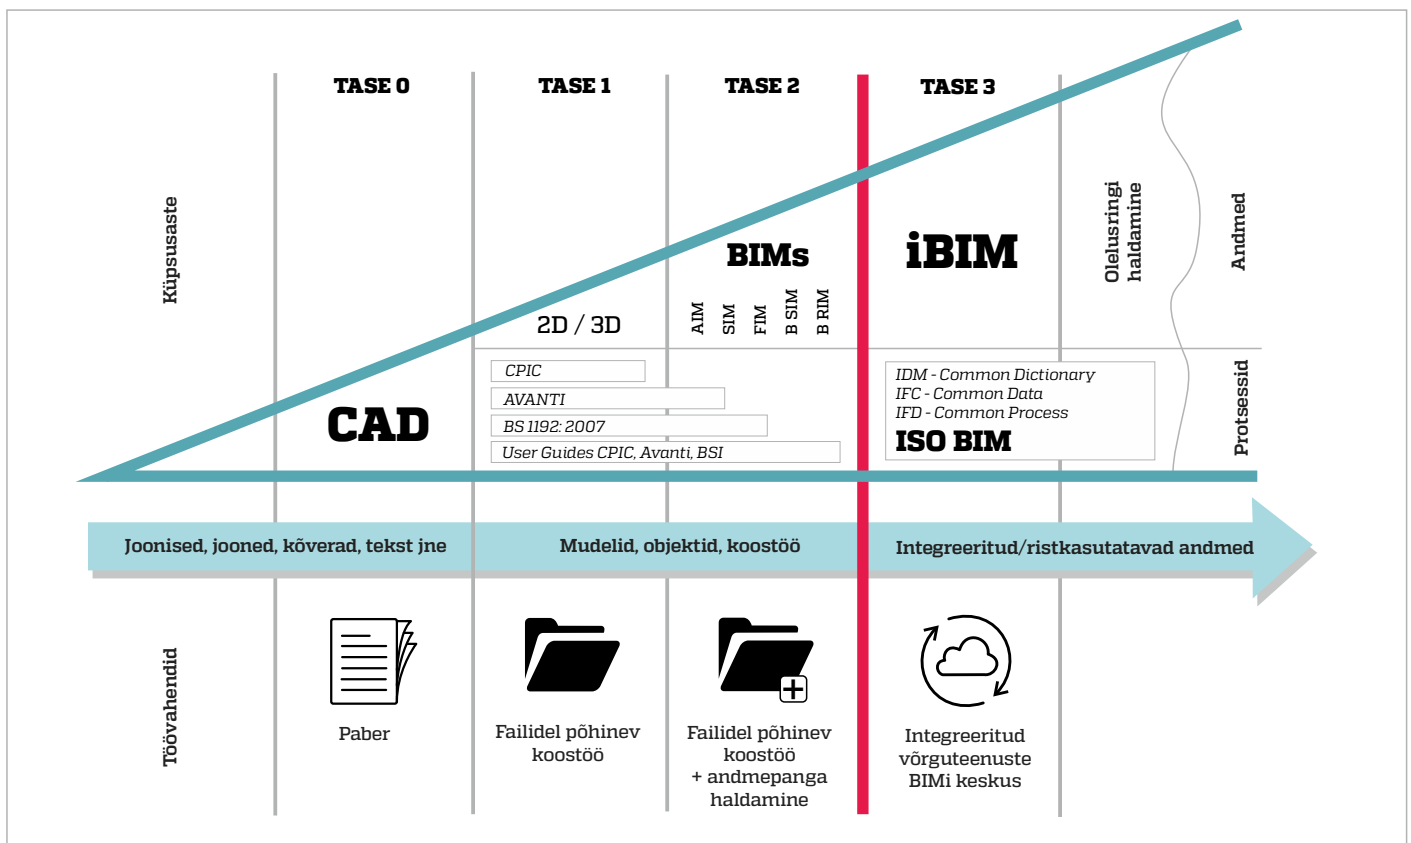 TASE 0
TASE 1
TASE 2
TASE 3
Küpsusaste
CAD
2D / 3D
BIMs
AIM
SIM
FIM
B SIM
B RIM
iBIM
Olelusringi
haldamine
Andmed
CPIC
AVANTI
BS 1192: 2007
User Guides CPIC, Avanti, BSI
IDM - Common Dictionary
IFC - Common Data
IFD - Common Process
ISO BIM
Protsessid
Joonised, jooned, kõverad, tekst jne
Mudelid, objektid, koostöö
Integreeritud/ristkasutatavad andmed
Töövahendid
Paber
Failidel põhinev
koostöö
Failidel põhinev
koostöö
+ andmepanga
haldamine
Integreeritud
võrguteenuste
BIMi keskus